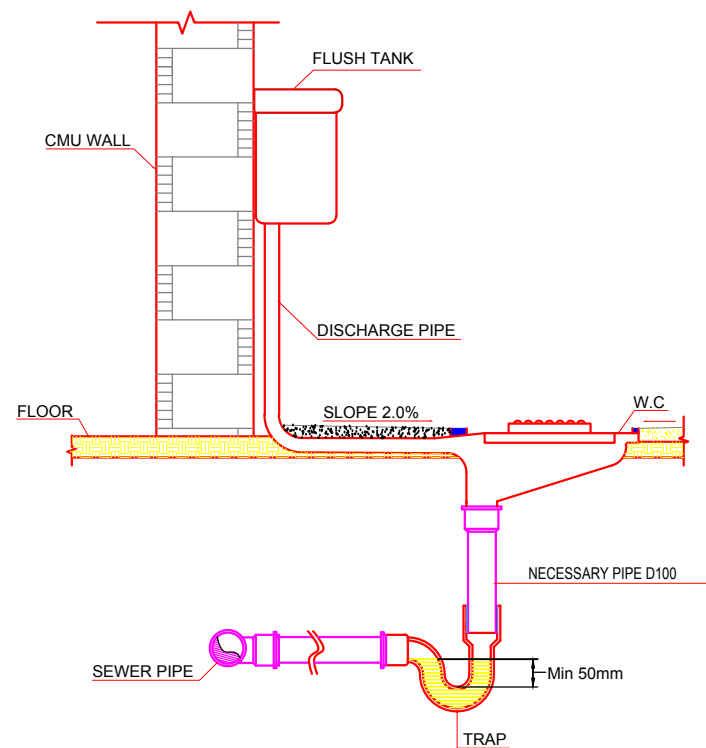 FLUSH TANK
CMU WALL
DISCHARGE PIPE
FLOOR
SLOPE 2.0%
W.C
NECESSARY PIPE D100
SEWER PIPE
Min 50mm
TRAP